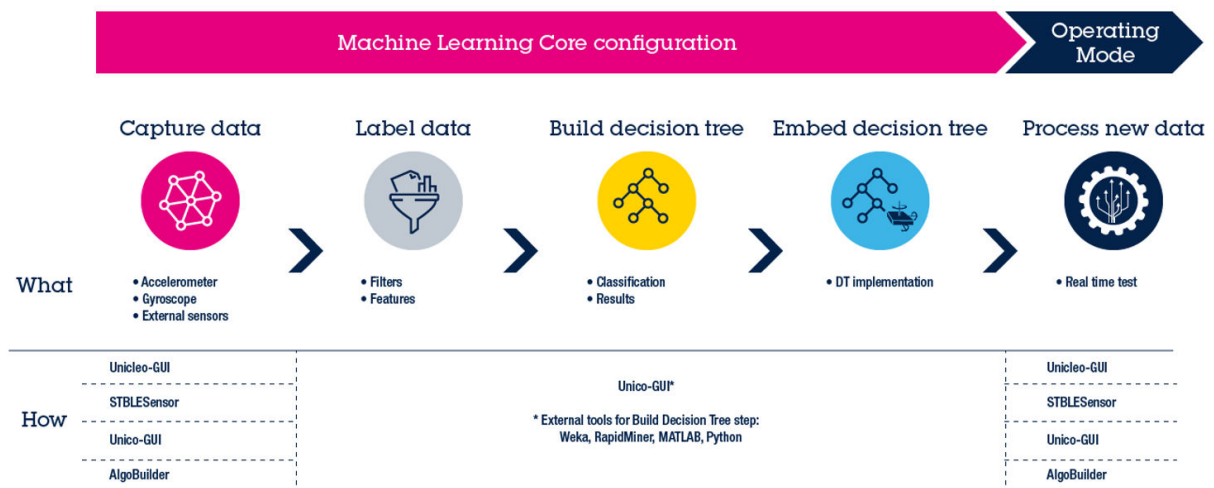 Machine Learning Core configuration
Operating
Mode
Capture data
Label data
Build decision tree
Embed decision tree
Process new data
What
• Accelerometer
• Gyroscope
• External sensors
• Filters
• Features
• Classification
• Results
• DT implementation
• Real time test
How
Unicleo-GUI
STBLESensor
Unico-GUI
AlgoBuilder
Unico-GUI*
* External tools for Build Decision Tree step:
Weka, RapidMiner, MATLAB, Python
Unicleo-GUI
STBLESensor
Unico-GUI
AlgoBuilder